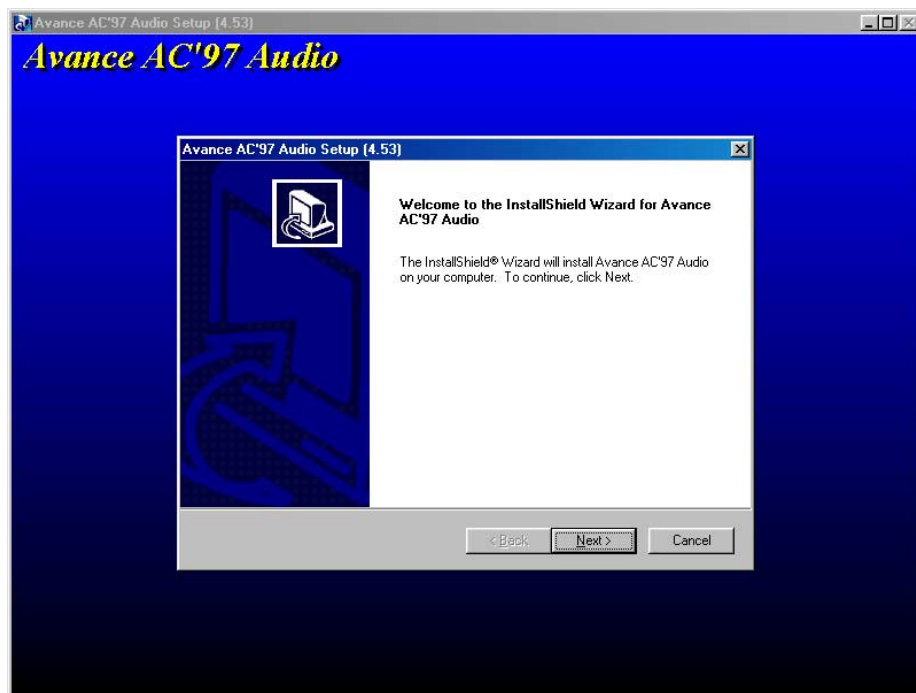 Avance AC'97 Audio Setup (4.53)
Avance AC'97 Audio
Avance AC'97 Audio Setup (4.53)
Welcome to the InstallShield Wizard for Avance
AC'97 Audio
The InstallShield® Wizard will install Avance AC'97 Audio
on your computer. To continue, click Next.
< Back
Next >
Cancel